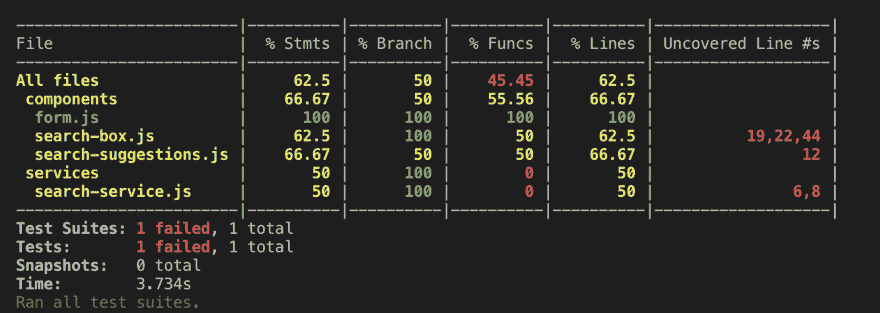 -----------------------|----------|----------|----------|----------|-------------------|
File                   |  % Stmts | % Branch |  % Funcs |  % Lines | Uncovered Line #s |
-----------------------|----------|----------|----------|----------|-------------------|
All files              |     62.5 |       50 |    45.45 |     62.5 |                   |
 components            |    66.67 |       50 |    55.56 |    66.67 |                   |
  form.js              |      100 |      100 |      100 |      100 |                   |
  search-box.js        |     62.5 |      100 |       50 |     62.5 |          19,22,44 |
  search-suggestions.js |    66.67 |       50 |       50 |    66.67 |                12 |
 services              |       50 |      100 |        0 |       50 |                   |
  search-service.js    |       50 |      100 |        0 |       50 |               6,8 |
-----------------------|----------|----------|----------|----------|-------------------|
Test Suites: 1 failed, 1 total
Tests:       1 failed, 1 total
Snapshots:   0 total
Time:        3.734s
Ran all test suites.